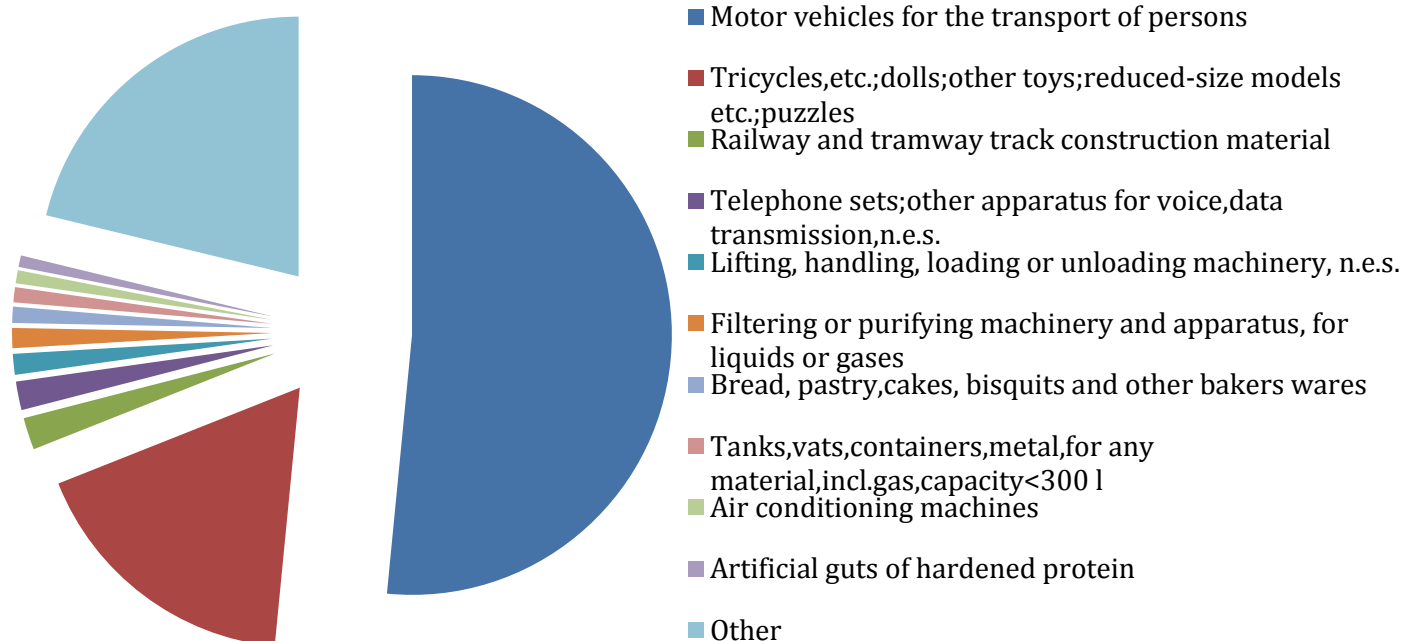 Motor vehicles for the transport of persons
Tricycles,etc.;dolls;other toys;reduced-size models
etc.;puzzles
Railway and tramway track construction material
Telephone sets;other apparatus for voice,data
transmission,n.e.s.
Lifting, handling, loading or unloading machinery, n.e.s.
Filtering or purifying machinery and apparatus, for
liquids or gases
Bread, pastry,cakes, bisquits and other bakers wares
Tanks,vats,containers,metal,for any
material,incl.gas,capacity<300 l
Air conditioning machines
Artificial guts of hardened protein
Other